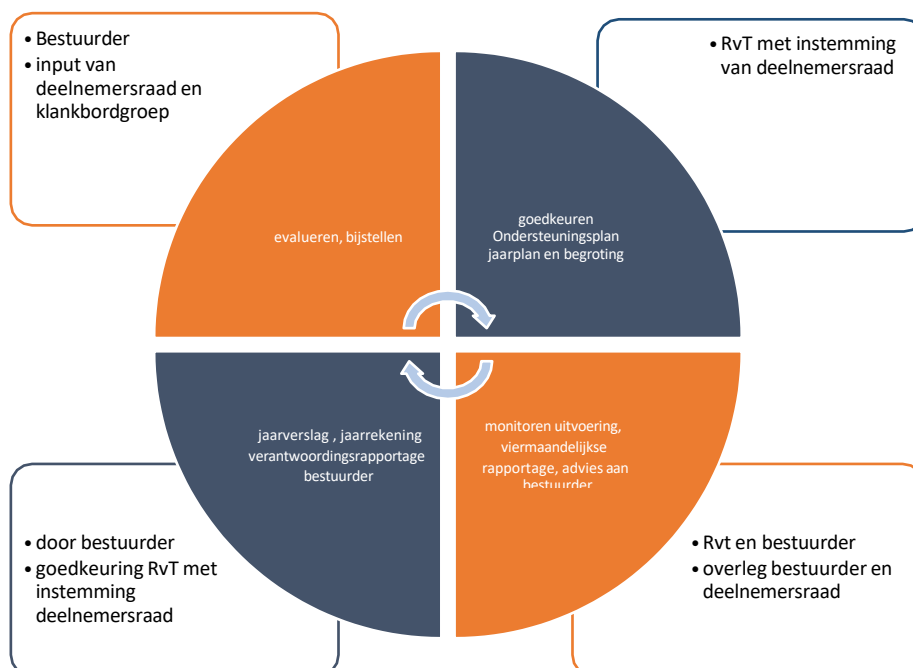 • Bestuurder
• input van
deelnemersraad en
klankbordgroep
• RvT met instemming
van deelnemersraad
evalueren, bijstellen
goedkeuren
Ondersteuningsplan
jaarplan en begroting
jaarverslag , jaarrekening
verantwoordingsrapportage
bestuurder
monitoren uitvoering,
viermaandelijkse
rapportage, advies aan
bestuurder
• door bestuurder
• goedkeuring RvT met
instemming
deelnemersraad
• Rvt en bestuurder
• overleg bestuurder en
deelnemersraad